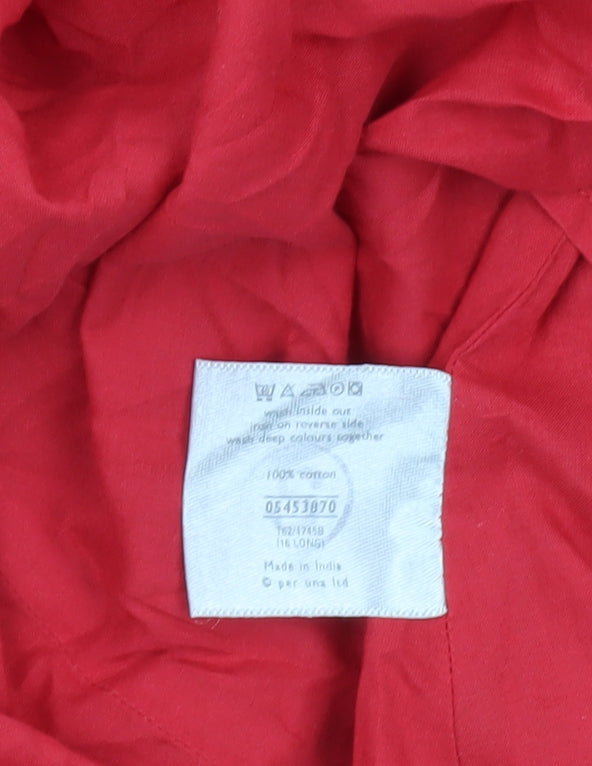 wash inside out
iron on reverse side
wash deep colours together
100% cotton
05453870
162/1745B
(16 LONG)
Made in India
© per una ltd